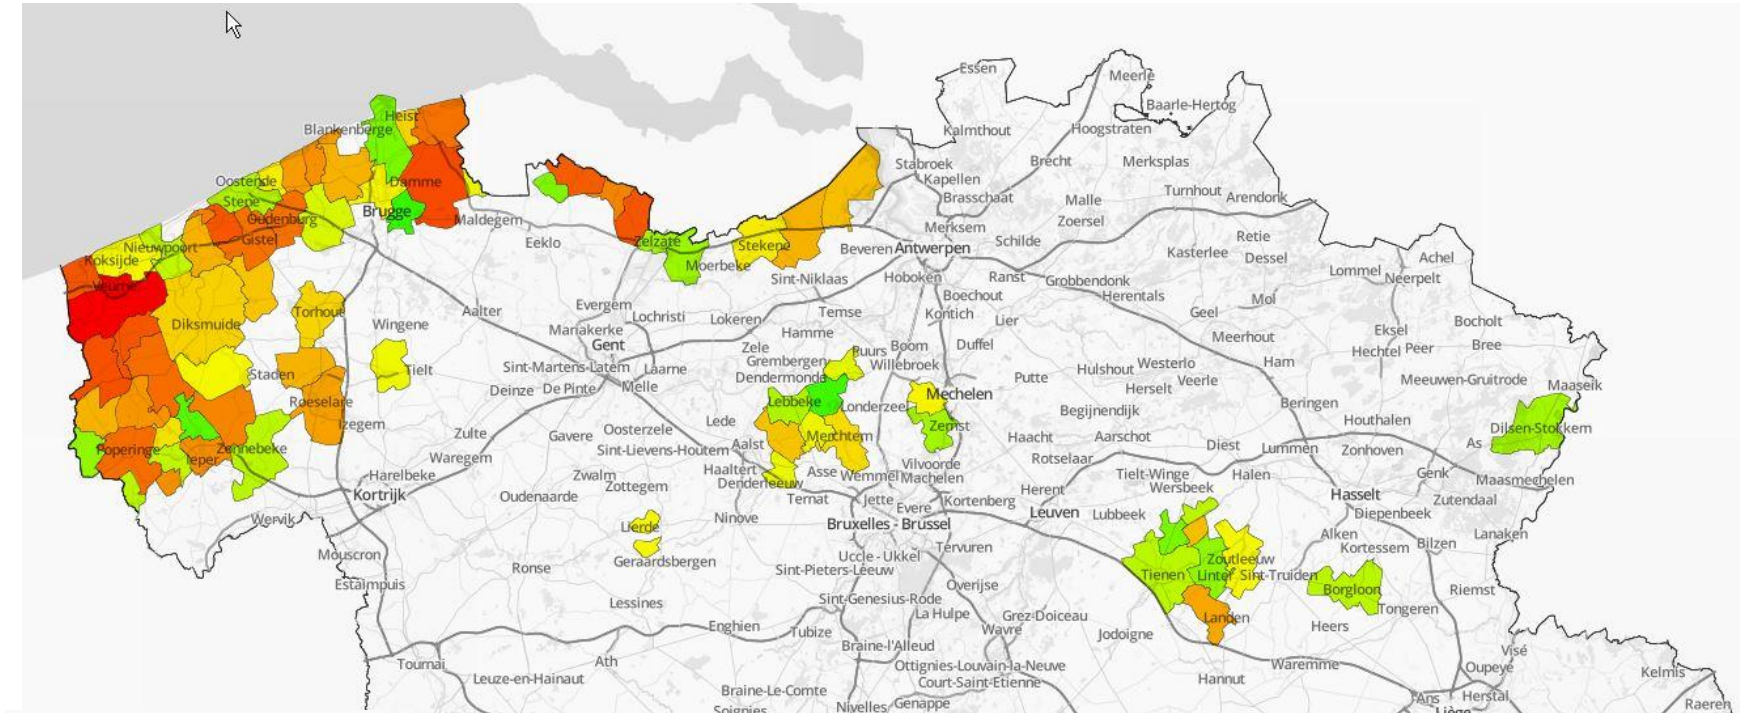 Essen
Meerle
Baarle-Hertog
Heist
Blankenberge
Kalmthout
Hoogstraten
Stabroek
Brecht
Merksplas
Kapellen
Oostende
Damme
Turnhout
Arendonk
Brasschaat
Malle
Stene
Brugge
Oudenburg
Maldegem
Zoersel
Merksem
Gistel
Eeklo
Zelzate
Stekene
Beveren
Antwerpen
Schilde
Retie
Nieuwpoort
Kasterlee
Dessel
Achel
Koksijde
Moerbeke
Lommel
Sint-Niklaas
Hoboken
Ranst
Grobbendonk
Neerpelt
Veurne
Boechout
Herentals
Mol
Evergem
Torhout
Aalter
Lochristi
Lokeren
Temse
Kontich
Lier
Geel
Diksmuide
Wingene
Mariakerke
Hamme
Bocholt
Gent
Zele
Boom
Duffel
Meerhout
Eksel
Puurs
Hechtel
Peer
Bree
Grembergen
Willebroek
Westerlo
Ham
Staden
Tielt
Sint-Martens-Latem
Laarne
Dendermonde
Putte
Hulshout
Veerle
Meeuwen-Gruitrode
Maaseik
Deinze
De Pinte
Melle
Herselt
Roeselare
Lebbeke
Londerzeel
Mechelen
Begijnendijk
Beringen
Izegem
Lede
Zemst
Houthalen
Dilsen-Stokkem
Zulte
Gavere
Oosterzele
Merchtem
Haacht
Aarschot
Diest
Lummen
As
Poperinge
Zonnebeke
Ieper
Sint-Lievens-Houtem
Aalst
Zonhoven
Waregem
Rotselaar
Harelbeke
Zwalm
Haaltert
Asse
Wemmel
Vilvoorde
Machelen
Tielt-Winge
Halen
Genk
Maasmechelen
Zottegem
Denderleeuw
Wersbeek
Kortrijk
Oudenaarde
Ternat
Jette
Kortenberg
Herent
Hasselt
Zutendaal
Evere
Leuven
Lubbeek
Diepenbeek
Wervik
Lierde
Ninove
Bruxelles - Brussel
Alken
Lanaken
Mouscron
Geraardsbergen
Uccle - Ukkel
Tervuren
Kortessem
Bilzen
Ronse
Sint-Pieters-Leeuw
Zoutleeuw
Tienen
Linter
Sint-Truiden
Estaimpuis
Overijse
Borgloon
Riemst
Lessines
Sint-Genesius-Rode
La Hulpe
Grez-Doiceau
Landen
Tongeren
Enghien
Tubize
Wavre
Jodoigne
Heers
Braine-l'Alleud
Visé
Tournai
Ath
Ottignies-Louvain-la-Neuve
Waremme
Oupeye
Leuze-en-Hainaut
Court-Saint-Etienne
Hannut
Kelmis
Braine-Le-Comte
Nivelles
Genappe
Ans
Herstal
Soignies
Liège
Raeren